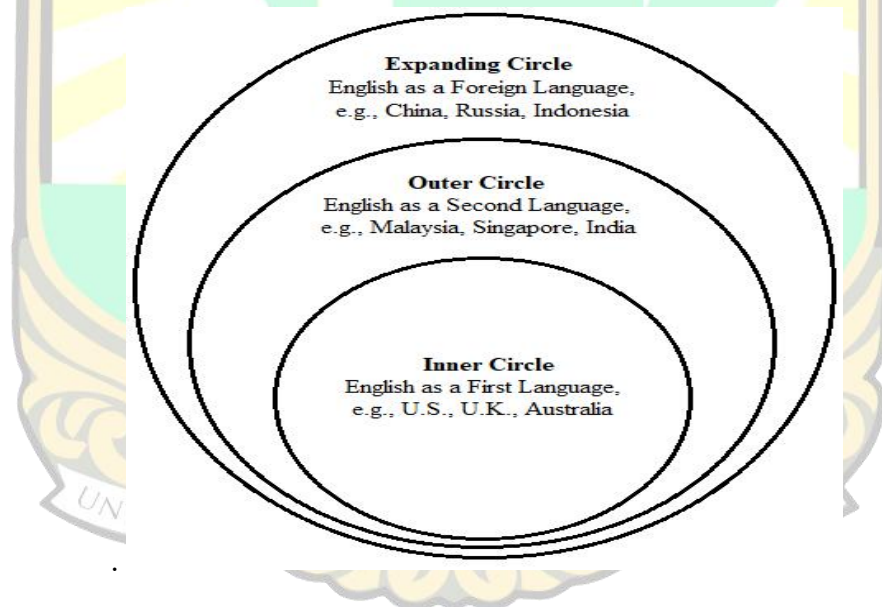 Expanding Circle
English as a Foreign Language,
e.g., China, Russia, Indonesia
Outer Circle
English as a Second Language,
e.g., Malaysia, Singapore, India
Inner Circle
English as a First Language,
e.g., U.S., U.K., Australia
UN
.